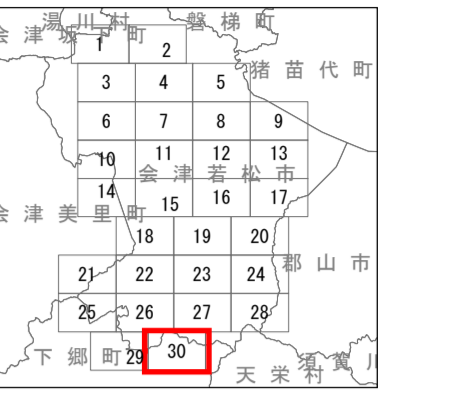 湯川村 磐梯町
会津坂下町
1 2
猪苗代町
3 4 5
6 7 8 9
10 11 12 13
会津若松市
14 15 16 17
会津美里町
18 19 20
郡山市
21 22 23 24
25 26 27 28
下郷町 29 30
天栄村 須賀川